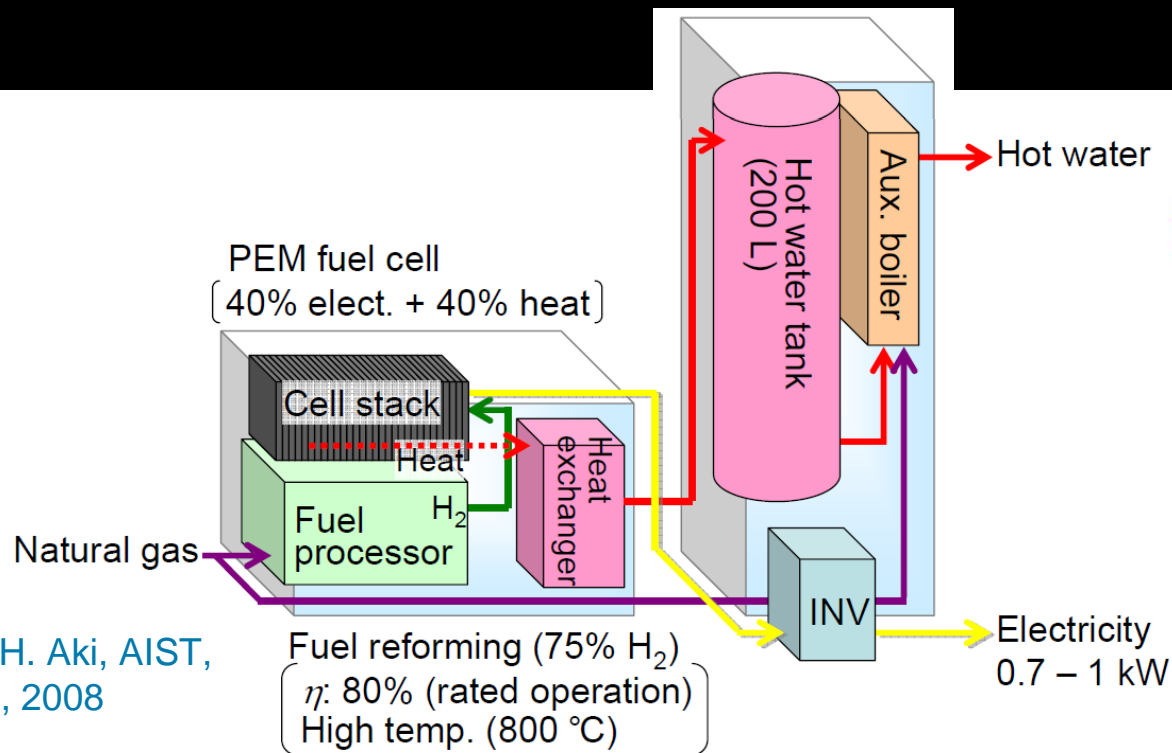 Hot water
Hot water tank
(200 L)
Aux. boiler
PEM fuel cell
40% elect. + 40% heat
Cell stack
Heat
H₂
Heat
exchanger
Fuel
processor
Natural gas
INV
Electricity
0.7 – 1 kW
Fuel reforming (75% H₂)
η: 80% (rated operation)
High temp. (800 °C)
H. Aki, AIST,
, 2008